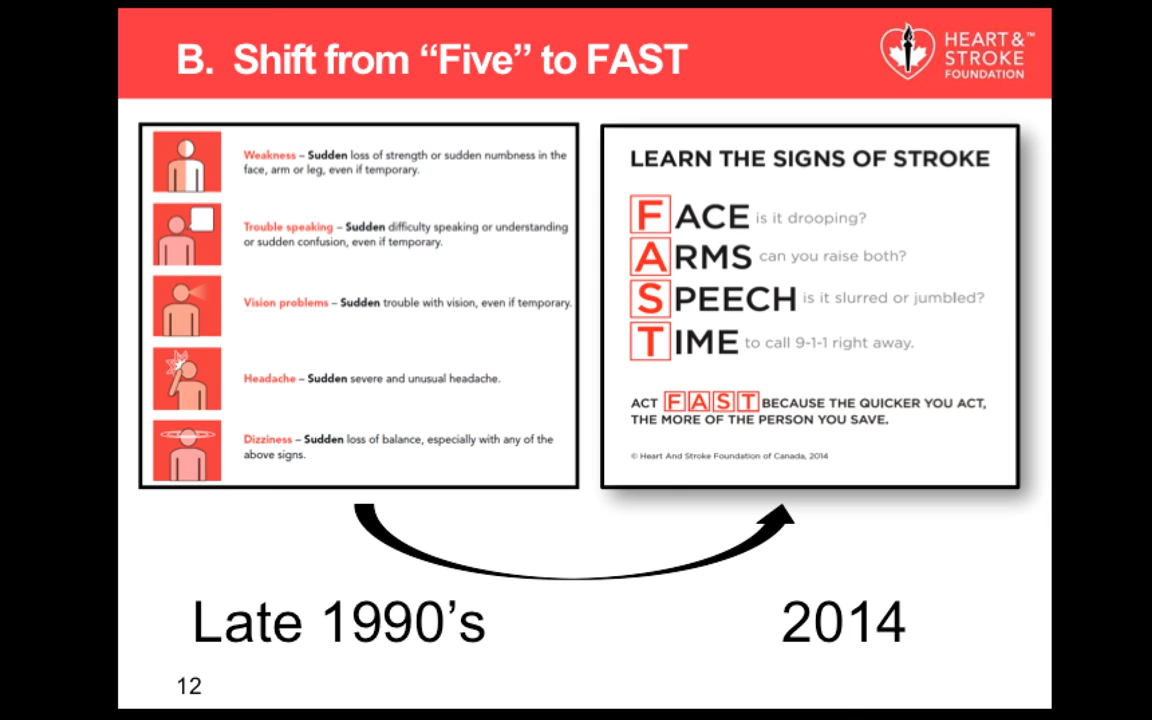 B. Shift from “Five” to FAST
HEART &™
STROKE
FOUNDATION
Weakness – Sudden loss of strength or sudden numbness in the
face, arm or leg, even if temporary.
Trouble speaking – Sudden difficulty speaking or understanding
or sudden confusion, even if temporary.
Vision problems – Sudden trouble with vision, even if temporary.
Headache – Sudden severe and unusual headache.
Dizziness – Sudden loss of balance, especially with any of the
above signs.
LEARN THE SIGNS OF STROKE
FACE is it drooping?
ARMS can you raise both?
SPEECH is it slurred or jumbled?
TIME to call 9-1-1 right away.
ACT FAST BECAUSE THE QUICKER YOU ACT,
THE MORE OF THE PERSON YOU SAVE.
© Heart And Stroke Foundation of Canada, 2014
Late 1990’s
2014
12